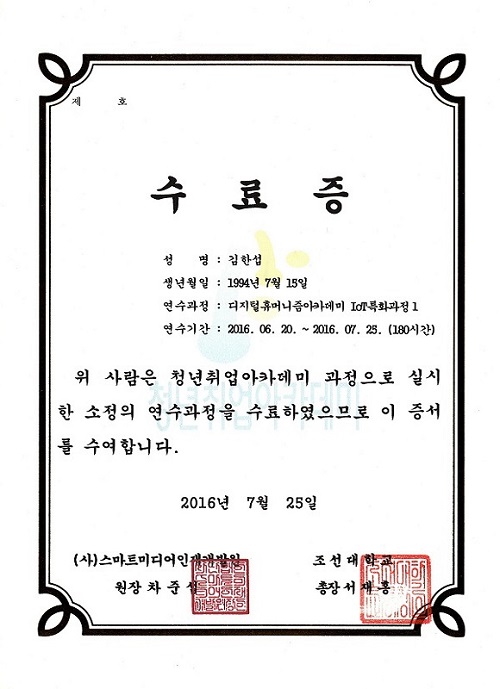 제 호
수 료 증
성 명 : 김한섭
생년월일 : 1994년 7월 15일
연수과정 : 디지털휴머니즘아카데미 IoT특화과정 1
연수기간 : 2016. 06. 20. ~ 2016. 07. 25. (180시간)
위 사람은 청년취업아카데미 과정으로 실시
한 소정의 연수과정을 수료하였으므로 이 증서
를 수여합니다.
청년취업아카데미
2016년 7월 25일
(사)스마트미디어인재개발원 조선대학교
원장 차 준 섭 총장 서 재 홍